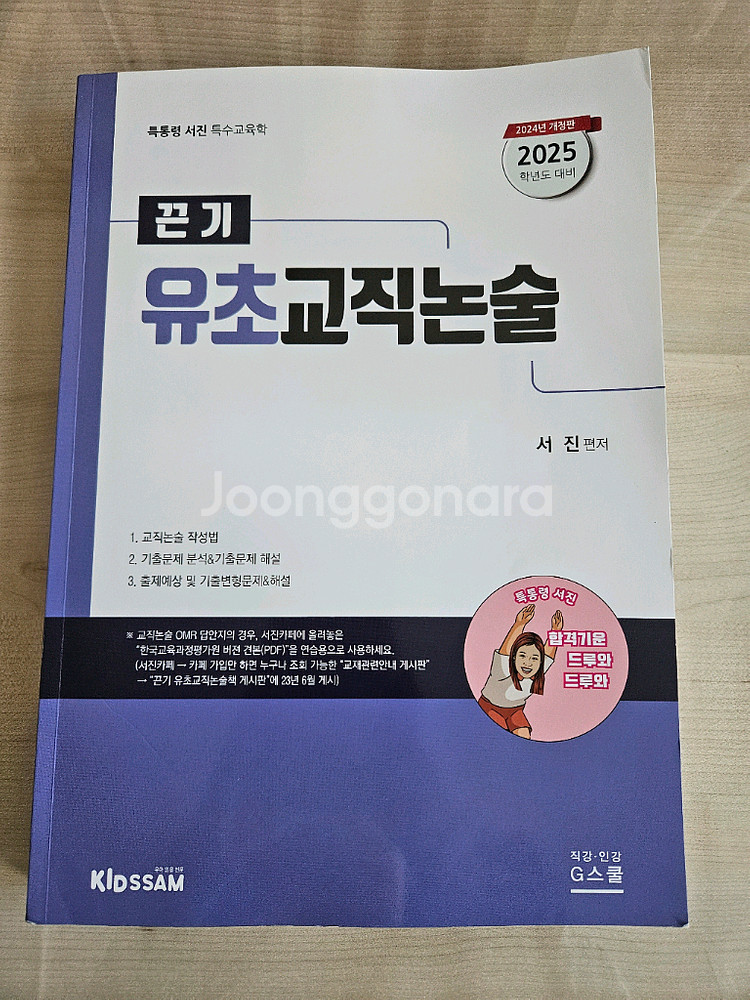 특통령 서진 특수교육학
2024년 개정판
2025
학년도 대비
끈기
유초교직논술
서 진 편저
Joonggonara
1. 교직논술 작성법
2. 기출문제 분석&기출문제 해설
3. 출제예상 및 기출변형문제&해설
※ 교직논술 OMR 답안지의 경우, 서진카페에 올려놓은
"한국교육과정평가원 버젼 견본(PDF)"을 연습용으로 사용하세요.
(서진카페 → 카페 가입만 하면 누구나 조회 가능한 "교재관련안내 게시판"
→ "끈기 유초교직논술책 게시판"에 23년 6월 게시)
특통령 서진
합격기운
드루와
드루와
KIDSSAM
직강·인강
G스쿨